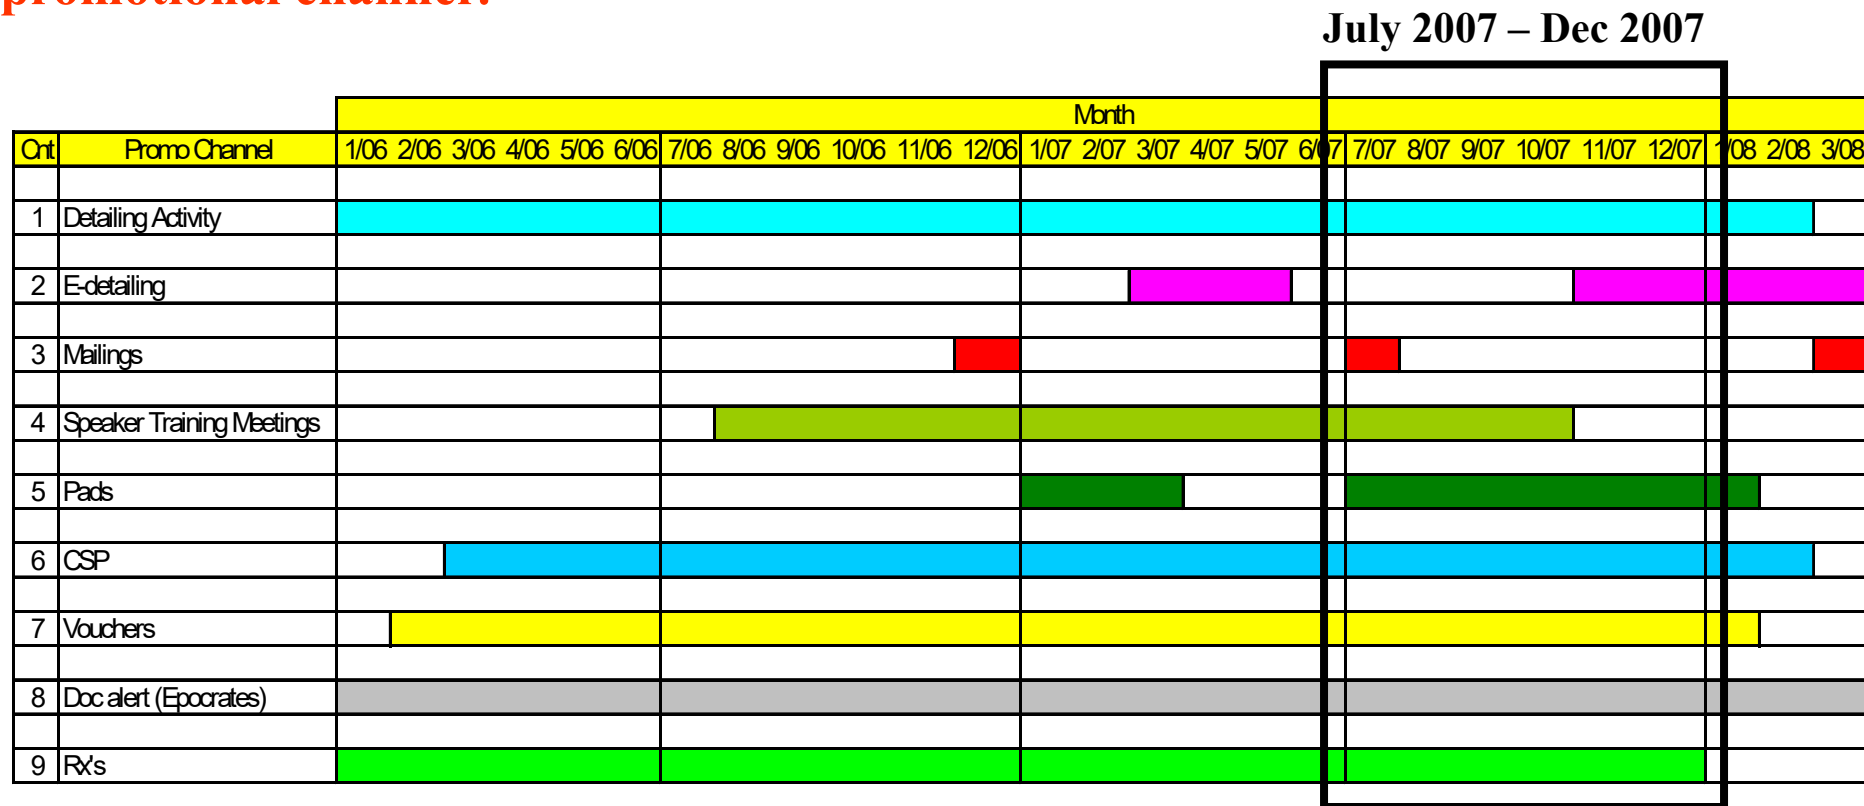 promotional channel.
July 2007 – Dec 2007
Month
Cnt Promo Channel 1/06 2/06 3/06 4/06 5/06 6/06 7/06 8/06 9/06 10/06 11/06 12/06 1/07 2/07 3/07 4/07 5/07 6/07 7/07 8/07 9/07 10/07 11/07 12/07 1/08 2/08 3/08
1 Detailing Activity
2 E-detailing
3 Mailings
4 Speaker Training Meetings
5 Pads
6 CSP
7 Vouchers
8 Doc alert (Epocrates)
9 Rx's